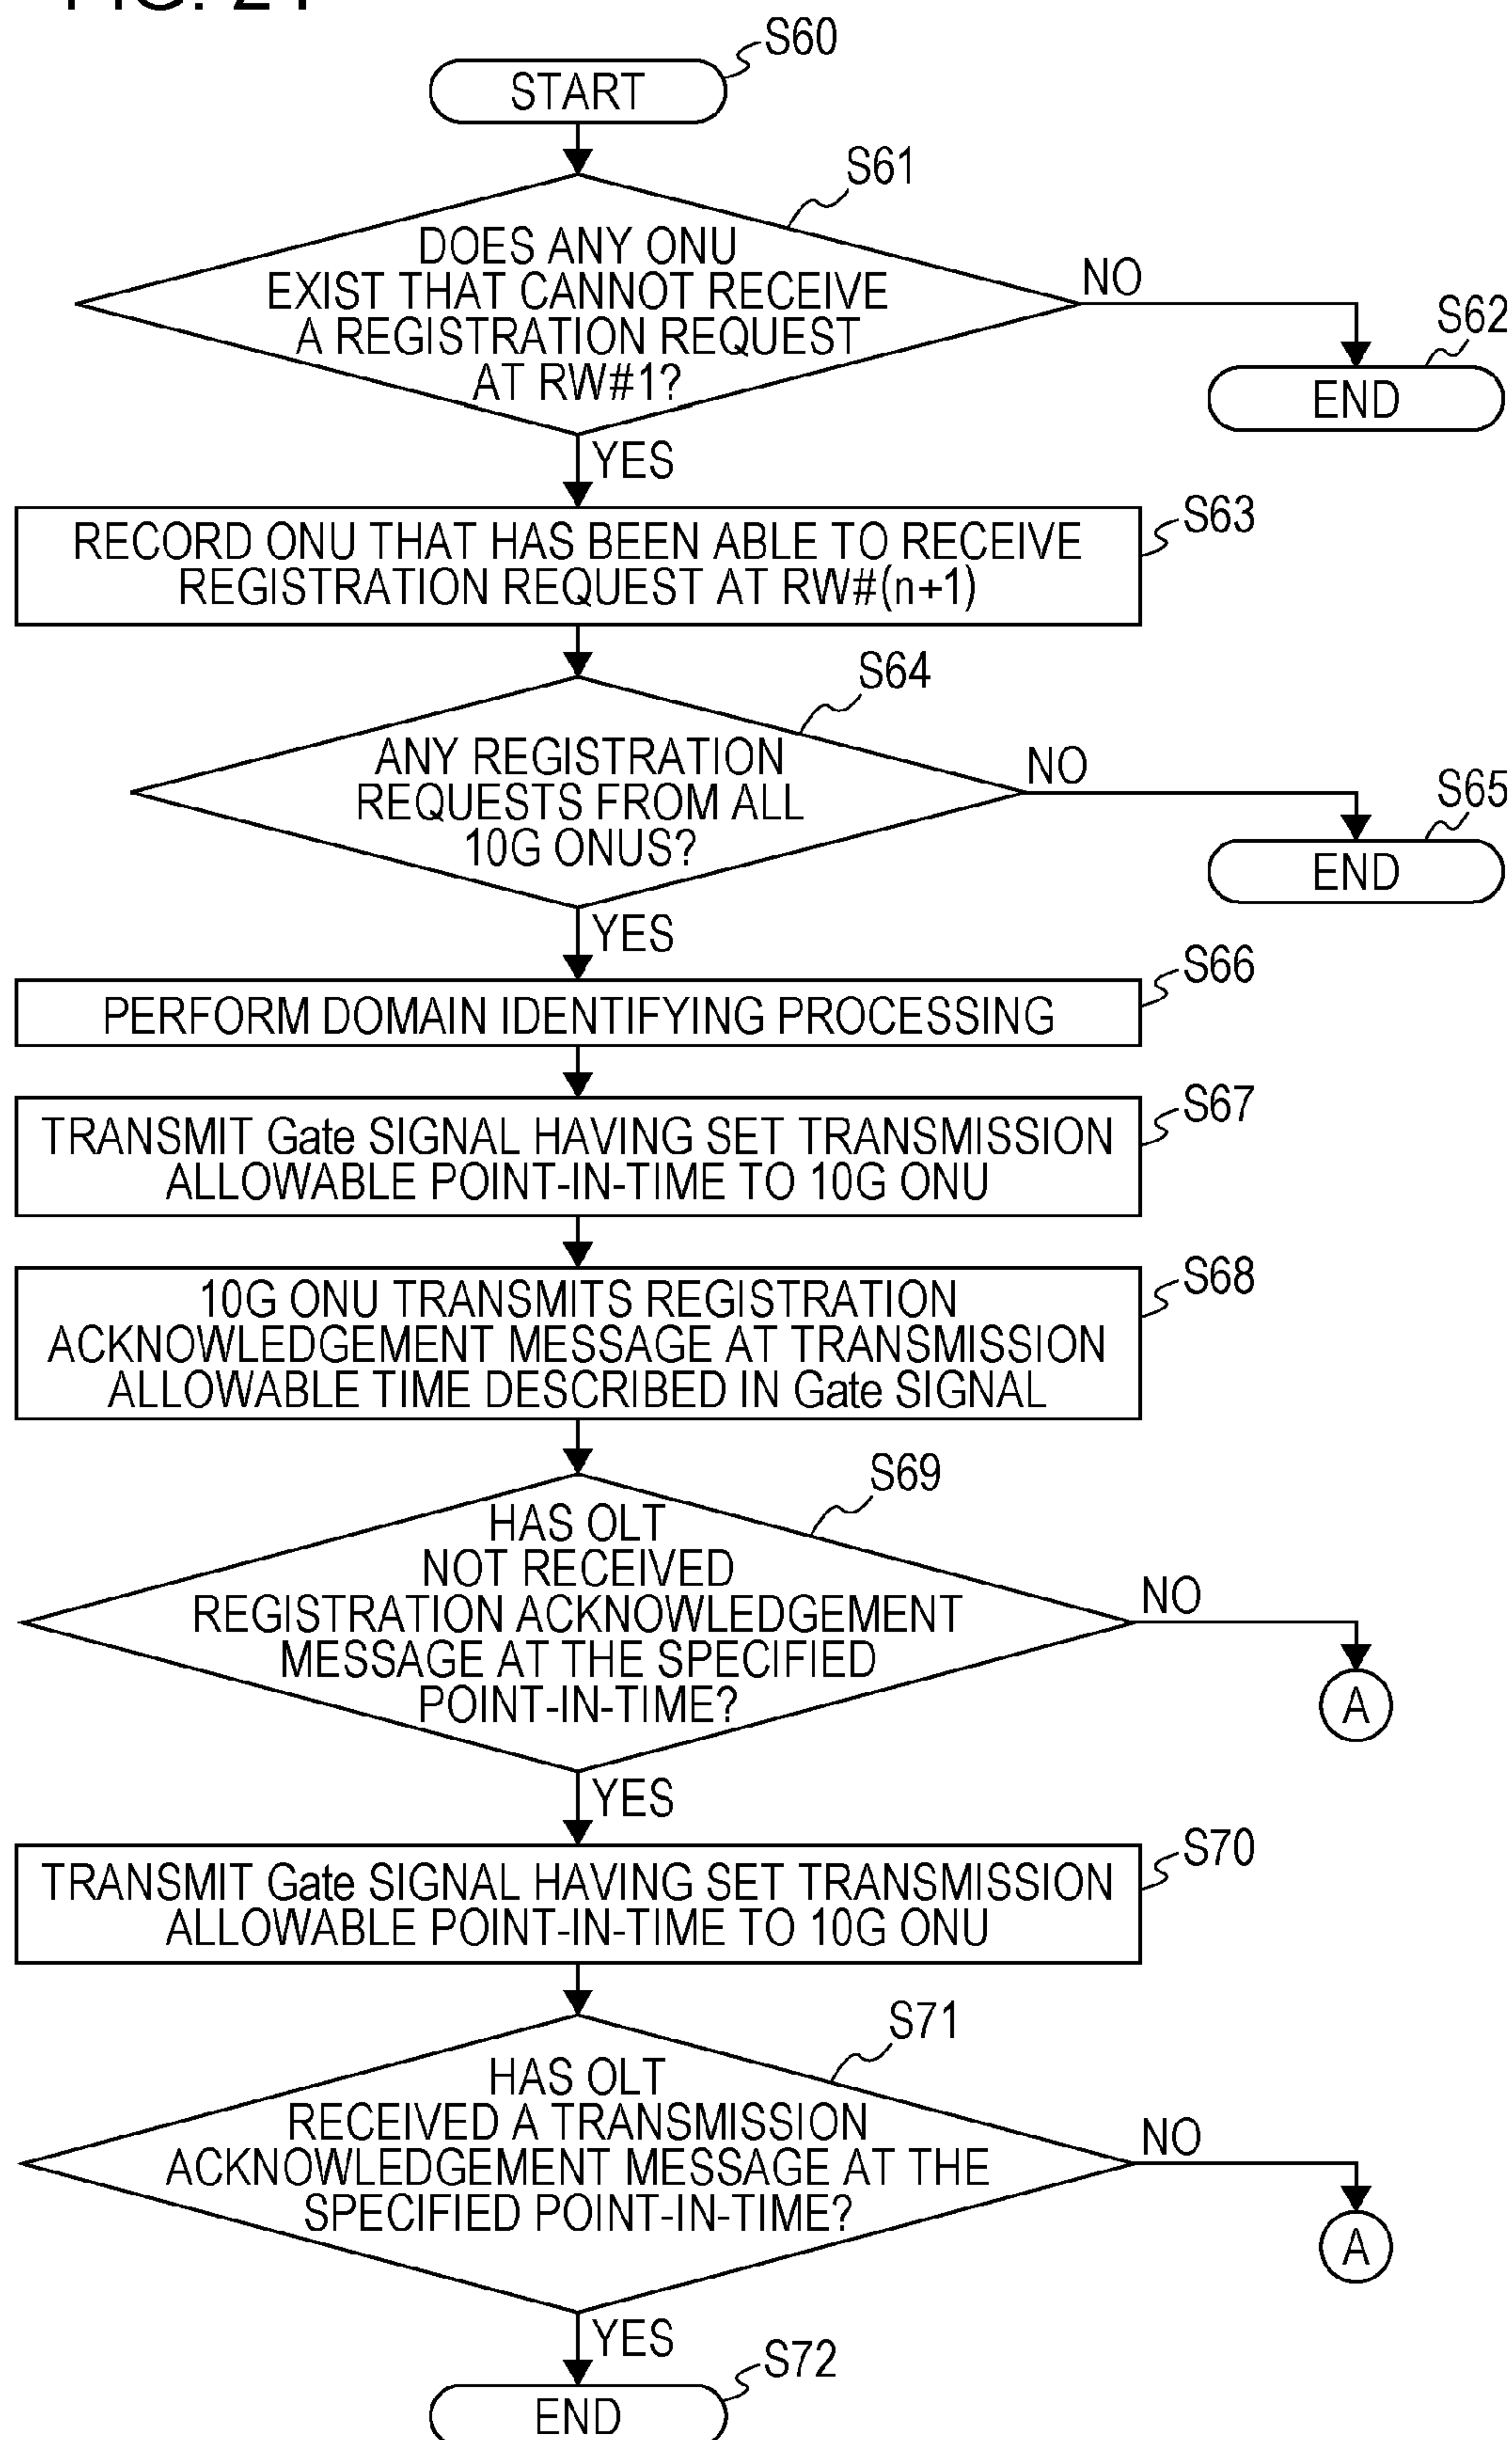 S60
START
S61
DOES ANY ONU
EXIST THAT CANNOT RECEIVE
A REGISTRATION REQUEST
AT RW#1?
NO
S62
END
YES
S63
RECORD ONU THAT HAS BEEN ABLE TO RECEIVE
REGISTRATION REQUEST AT RW#(n+1)
S64
ANY REGISTRATION
REQUESTS FROM ALL
10G ONUS?
NO
S65
END
YES
S66
PERFORM DOMAIN IDENTIFYING PROCESSING
S67
TRANSMIT Gate SIGNAL HAVING SET TRANSMISSION
ALLOWABLE POINT-IN-TIME TO 10G ONU
S68
10G ONU TRANSMITS REGISTRATION
ACKNOWLEDGEMENT MESSAGE AT TRANSMISSION
ALLOWABLE TIME DESCRIBED IN Gate SIGNAL
S69
HAS OLT
NOT RECEIVED
REGISTRATION ACKNOWLEDGEMENT
MESSAGE AT THE SPECIFIED
POINT-IN-TIME?
NO
A
YES
S70
TRANSMIT Gate SIGNAL HAVING SET TRANSMISSION
ALLOWABLE POINT-IN-TIME TO 10G ONU
S71
HAS OLT
RECEIVED A TRANSMISSION
ACKNOWLEDGEMENT MESSAGE AT THE
SPECIFIED POINT-IN-TIME?
NO
A
YES
S72
END